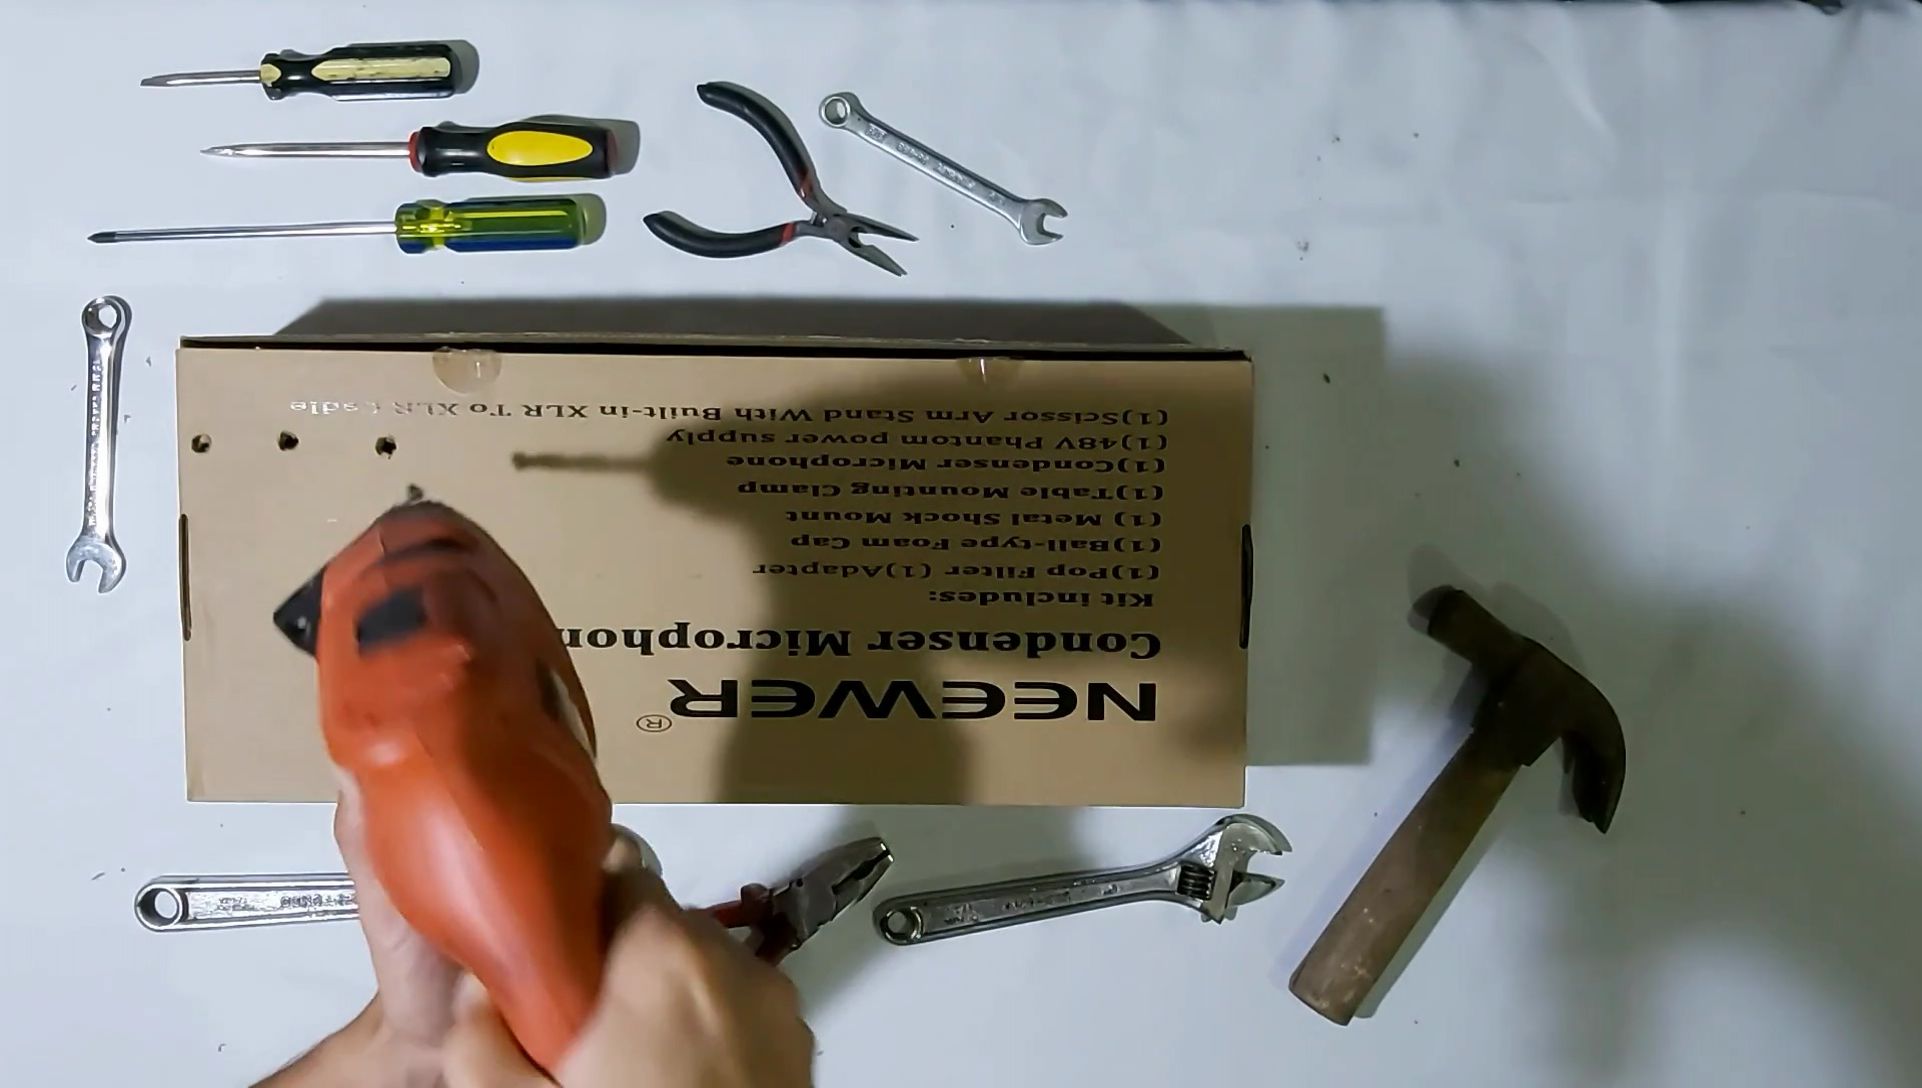 NEEWER®
Condenser Microphon
Kit includes:
(1)Pop Filter (1)Adapter
(1)Ball-type Foam Cap
(1) Metal Shock Mount
(1)Table Mounting Clamp
(1)Condenser Microphone
(1)48V Phantom power supply
(1)Scissor Arm Stand With Built-in XLR To XLR Cable